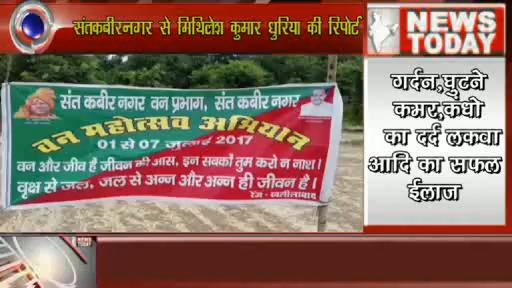 संतकबीरनगर से मिथिलेश कुमार धुरिया की रिपोर्ट
NEWS
TODAY
संत कबीर नगर वन प्रभाग, संत कबीर नगर
वन महोत्सव अभियान
01 से 07 जुलाई 2017
वन और जीव है जीवन की आस, इन सबका तुम करो न नाश।
वृक्ष से जल, जल से अन्न और अन्न ही जीवन है।
रेंज - खलीलाबाद
गर्दन,घुटने
कमर,कंधो
का दर्द लकवा
आदि का सफल
ईलाज